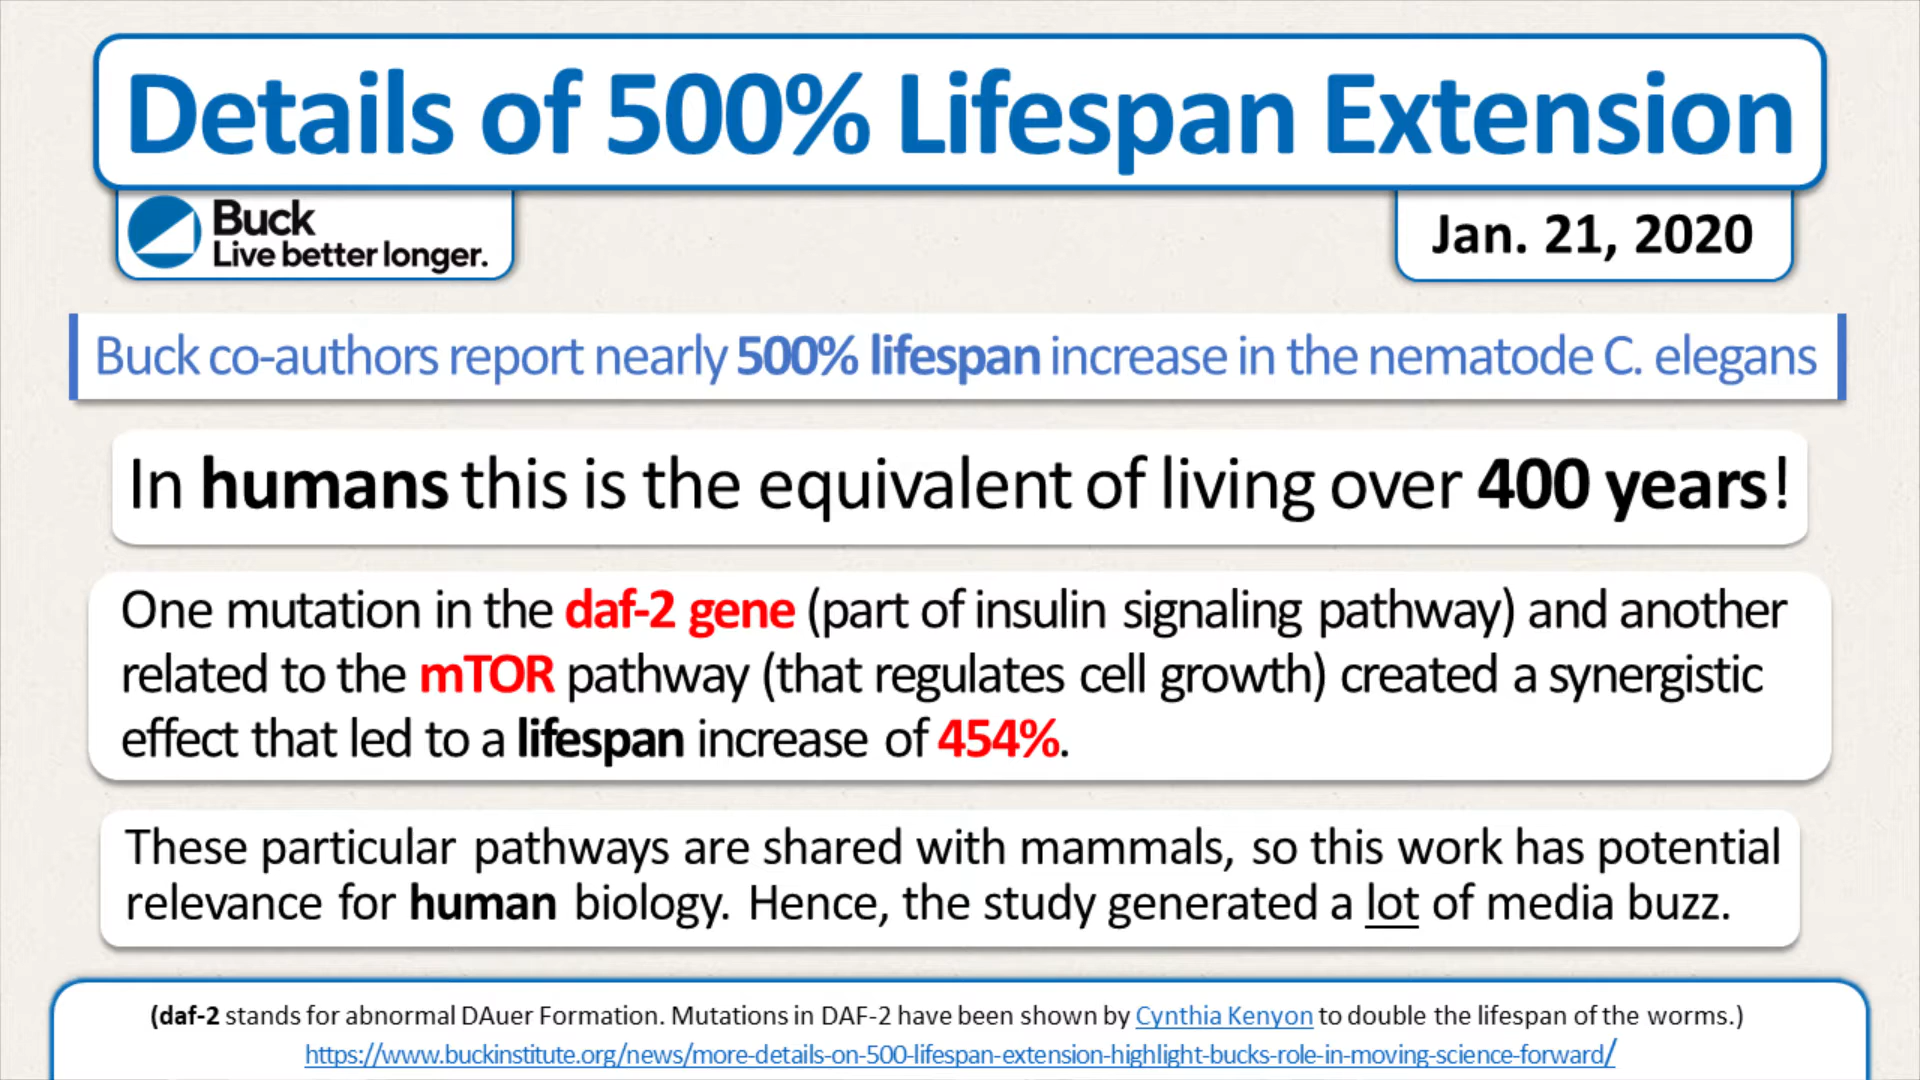 Details of 500% Lifespan Extension
Buck
Live better longer.
Jan. 21, 2020
Buck co-authors report nearly 500% lifespan increase in the nematode C. elegans
In humans this is the equivalent of living over 400 years!
One mutation in the daf-2 gene (part of insulin signaling pathway) and another
related to the mTOR pathway (that regulates cell growth) created a synergistic
effect that led to a lifespan increase of 454%.
These particular pathways are shared with mammals, so this work has potential
relevance for human biology. Hence, the study generated a lot of media buzz.
(daf-2 stands for abnormal DAuer Formation. Mutations in DAF-2 have been shown by Cynthia Kenyon to double the lifespan of the worms.)
https://www.buckinstitute.org/news/more-details-on-500-lifespan-extension-highlight-bucks-role-in-moving-science-forward/